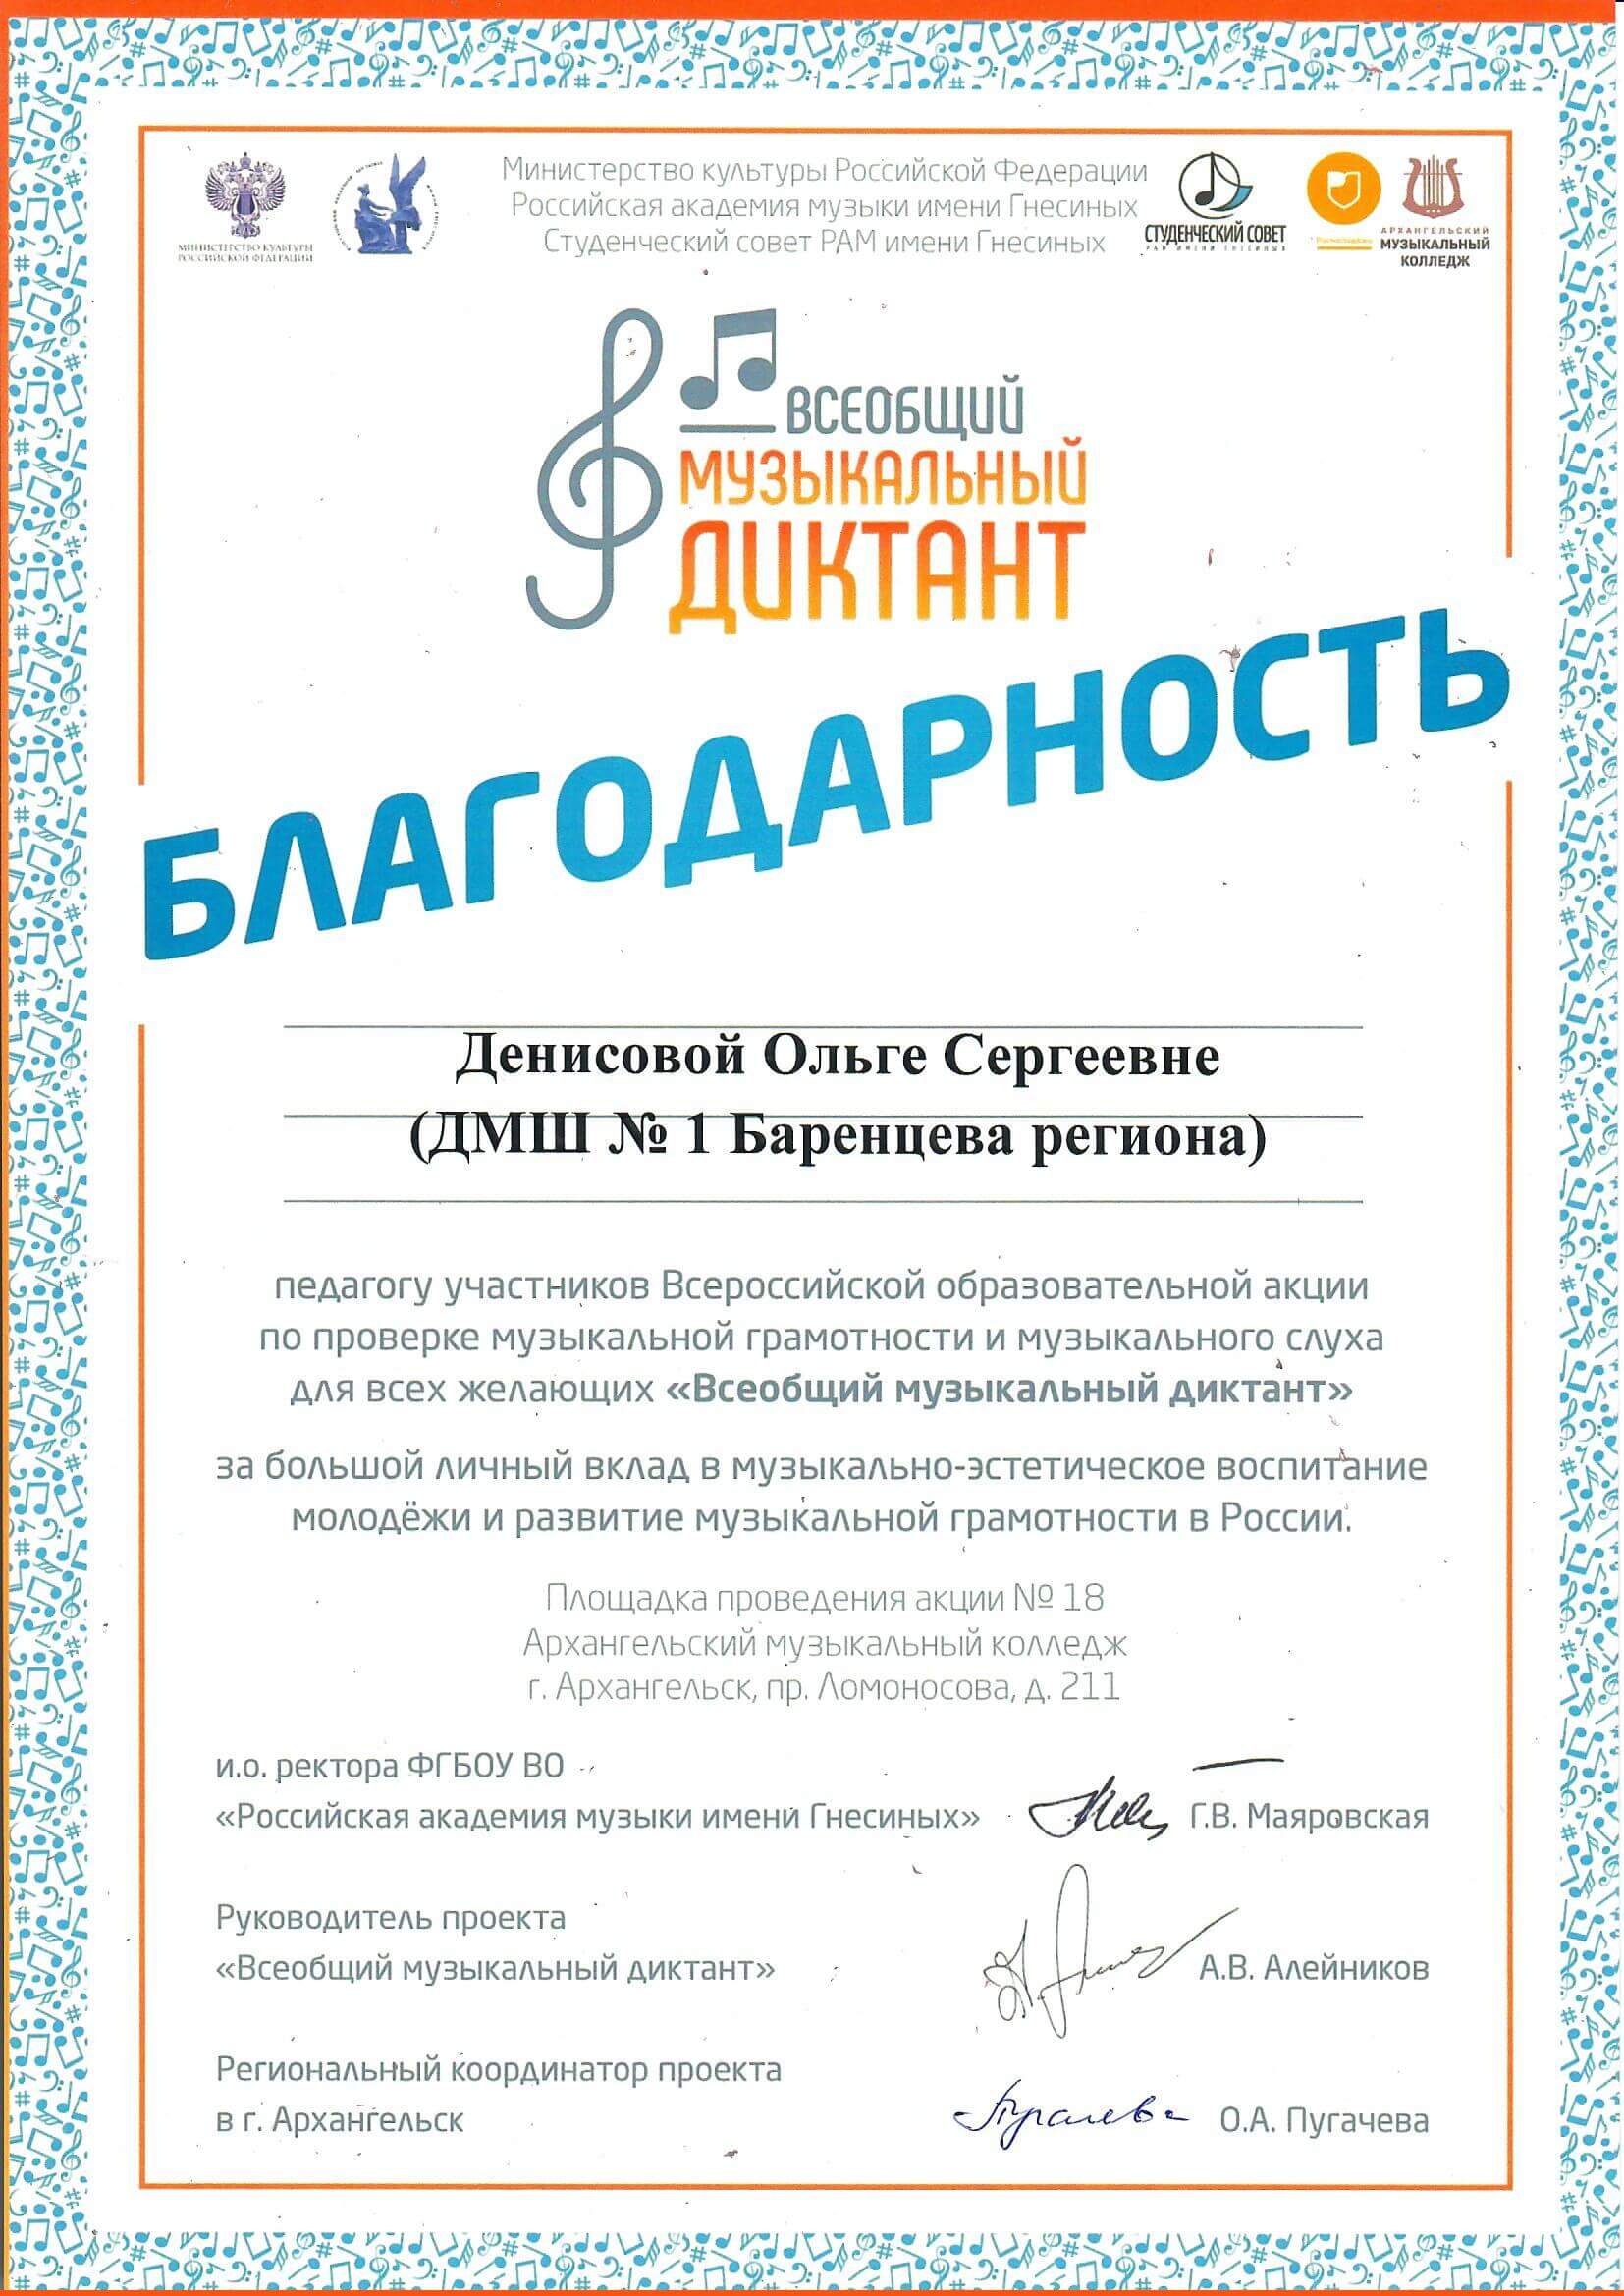 МИНИСТЕРСТВО КУЛЬТУРЫ
РОССИЙСКОЙ ФЕДЕРАЦИИ
Министерство культуры Российской Федерации
Российская академия музыки имени Гнесиных
Студенческий совет РАМ имени Гнесиных
СТУДЕНЧЕСКИЙ СОВЕТ
РАМ ИМЕНИ ГНЕСИНЫХ
АРХАНГЕЛЬСКИЙ
МУЗЫКАЛЬНЫЙ
КОЛЛЕДЖ
ВСЕОБЩИЙ
МУЗЫКАЛЬНЫЙ
ДИКТАНТ
БЛАГОДАРНОСТЬ
Денисовой Ольге Сергеевне
(ДМШ № 1 Баренцева региона)
педагогу участников Всероссийской образовательной акции
по проверке музыкальной грамотности и музыкального слуха
для всех желающих «Всеобщий музыкальный диктант»
за большой личный вклад в музыкально-эстетическое воспитание
молодёжи и развитие музыкальной грамотности в России.
Площадка проведения акции № 18
Архангельский музыкальный колледж
г. Архангельск, пр. Ломоносова, д. 211
и.о. ректора ФГБОУ ВО
«Российская академия музыки имени Гнесиных» Г.В. Маяровская
Руководитель проекта
«Всеобщий музыкальный диктант» А.В. Алейников
Региональный координатор проекта
в г. Архангельск О.А. Пугачева